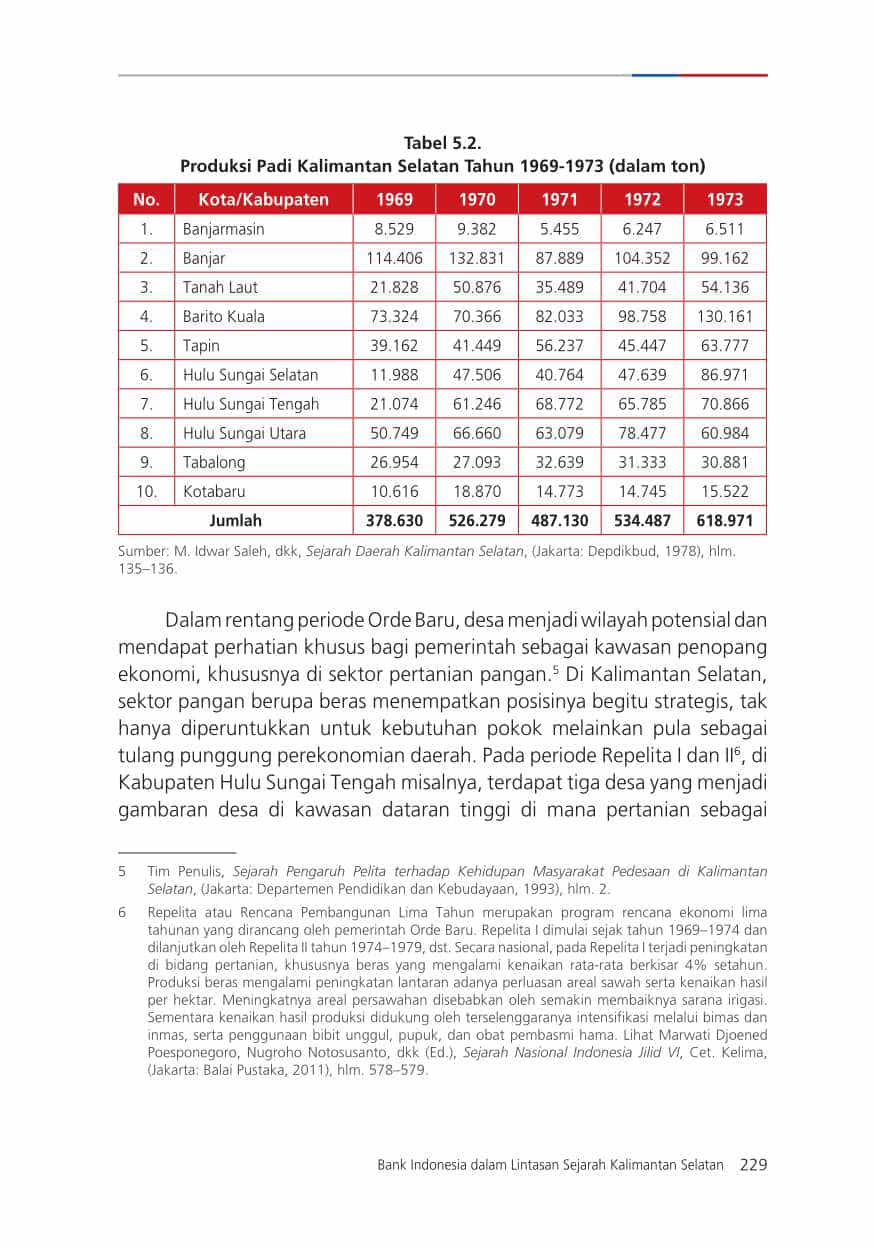 Tabel 5.2.
Produksi Padi Kalimantan Selatan Tahun 1969-1973 (dalam ton)
No. Kota/Kabupaten 1969 1970 1971 1972 1973
1. Banjarmasin 8.529 9.382 5.455 6.247 6.511
2. Banjar 114.406 132.831 87.889 104.352 99.162
3. Tanah Laut 21.828 50.876 35.489 41.704 54.136
4. Barito Kuala 73.324 70.366 82.033 98.758 130.161
5. Tapin 39.162 41.449 56.237 45.447 63.777
6. Hulu Sungai Selatan 11.988 47.506 40.764 47.639 86.971
7. Hulu Sungai Tengah 21.074 61.246 68.772 65.785 70.866
8. Hulu Sungai Utara 50.749 66.660 63.079 78.477 60.984
9. Tabalong 26.954 27.093 32.639 31.333 30.881
10. Kotabaru 10.616 18.870 14.773 14.745 15.522
Jumlah 378.630 526.279 487.130 534.487 618.971
Sumber: M. Idwar Saleh, dkk, Sejarah Daerah Kalimantan Selatan, (Jakarta: Depdikbud, 1978), hlm.
135–136.
Dalam rentang periode Orde Baru, desa menjadi wilayah potensial dan
mendapat perhatian khusus bagi pemerintah sebagai kawasan penopang
ekonomi, khususnya di sektor pertanian pangan.⁵ Di Kalimantan Selatan,
sektor pangan berupa beras menempatkan posisinya begitu strategis, tak
hanya diperuntukkan untuk kebutuhan pokok melainkan pula sebagai
tulang punggung perekonomian daerah. Pada periode Repelita I dan II⁶, di
Kabupaten Hulu Sungai Tengah misalnya, terdapat tiga desa yang menjadi
gambaran desa di kawasan dataran tinggi di mana pertanian sebagai
5 Tim Penulis, Sejarah Pengaruh Pelita terhadap Kehidupan Masyarakat Pedesaan di Kalimantan
Selatan, (Jakarta: Departemen Pendidikan dan Kebudayaan, 1993), hlm. 2.
6 Repelita atau Rencana Pembangunan Lima Tahun merupakan program rencana ekonomi lima
tahunan yang dirancang oleh pemerintah Orde Baru. Repelita I dimulai sejak tahun 1969–1974 dan
dilanjutkan oleh Repelita II tahun 1974–1979, dst. Secara nasional, pada Repelita I terjadi peningkatan
di bidang pertanian, khususnya beras yang mengalami kenaikan rata-rata berkisar 4% setahun.
Produksi beras mengalami peningkatan lantaran adanya perluasan areal sawah serta kenaikan hasil
per hektar. Meningkatnya areal persawahan disebabkan oleh semakin membaiknya sarana irigasi.
Sementara kenaikan hasil produksi didukung oleh terselenggaranya intensifikasi melalui bimas dan
inmas, serta penggunaan bibit unggul, pupuk, dan obat pembasmi hama. Lihat Marwati Djoened
Poesponegoro, Nugroho Notosusanto, dkk (Ed.), Sejarah Nasional Indonesia Jilid VI, Cet. Kelima,
(Jakarta: Balai Pustaka, 2011), hlm. 578–579.
Bank Indonesia dalam Lintasan Sejarah Kalimantan Selatan 229